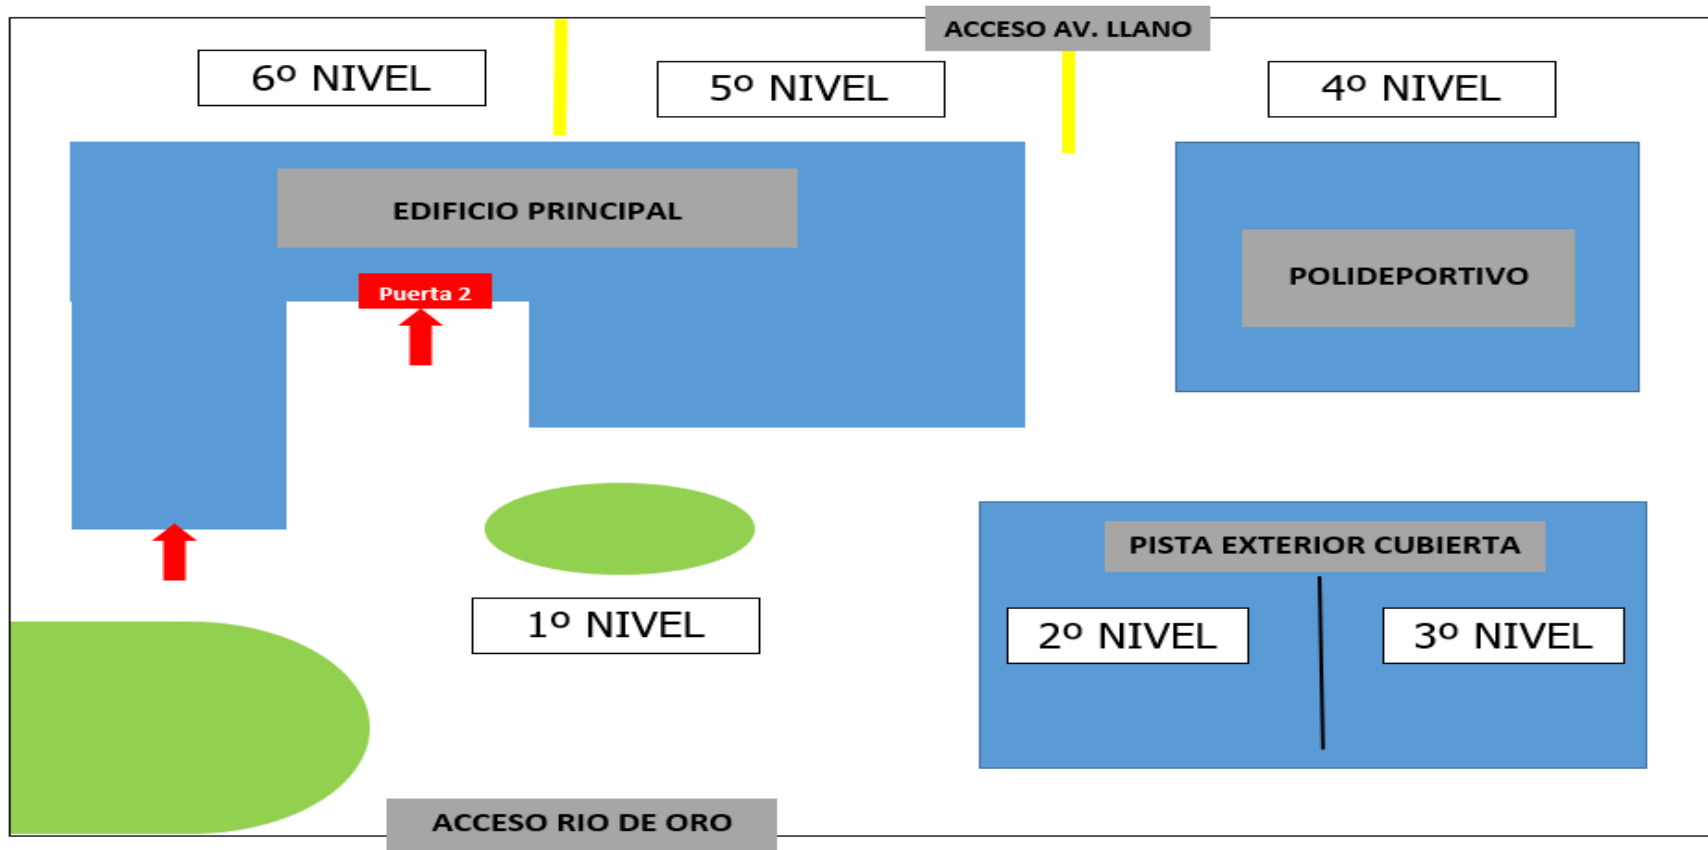 ACCESO AV. LLANO
6º NIVEL
5º NIVEL
4º NIVEL
EDIFICIO PRINCIPAL
POLIDEPORTIVO
Puerta 2
PISTA EXTERIOR CUBIERTA
1º NIVEL
2º NIVEL
3º NIVEL
ACCESO RIO DE ORO